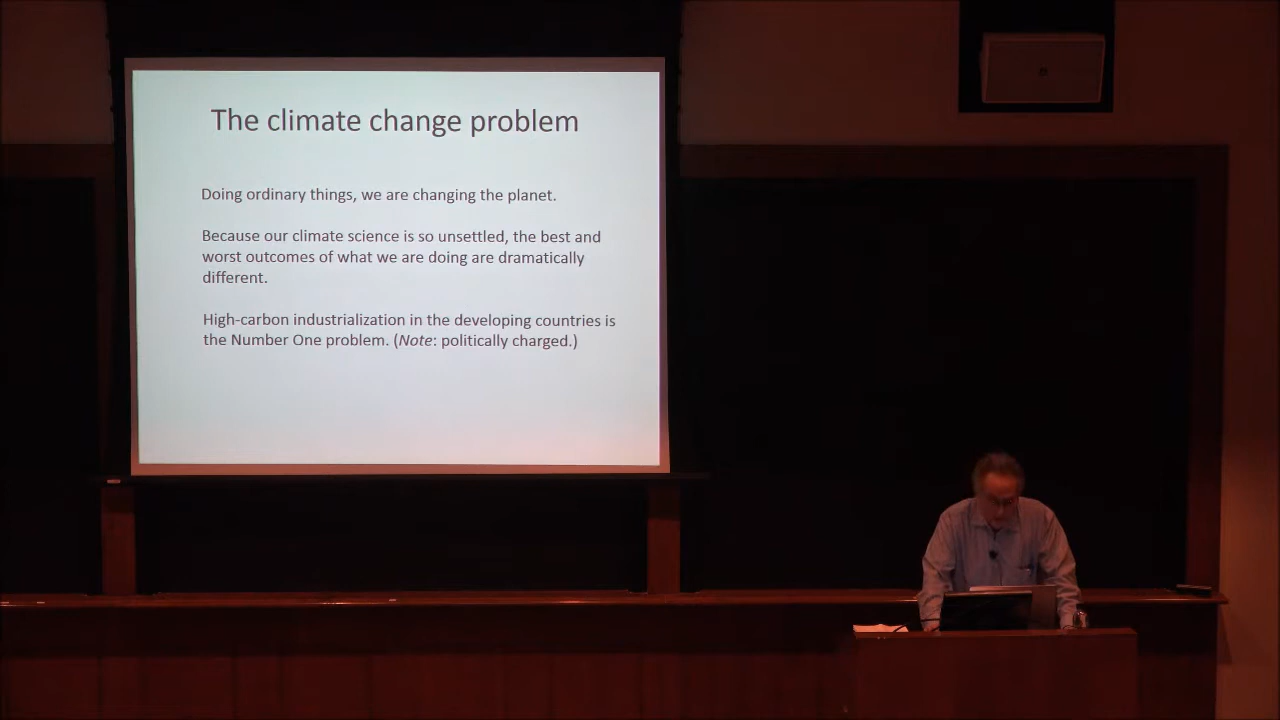 The climate change problem
Doing ordinary things, we are changing the planet.
Because our climate science is so unsettled, the best and
worst outcomes of what we are doing are dramatically
different.
High-carbon industrialization in the developing countries is
the Number One problem. (Note: politically charged.)